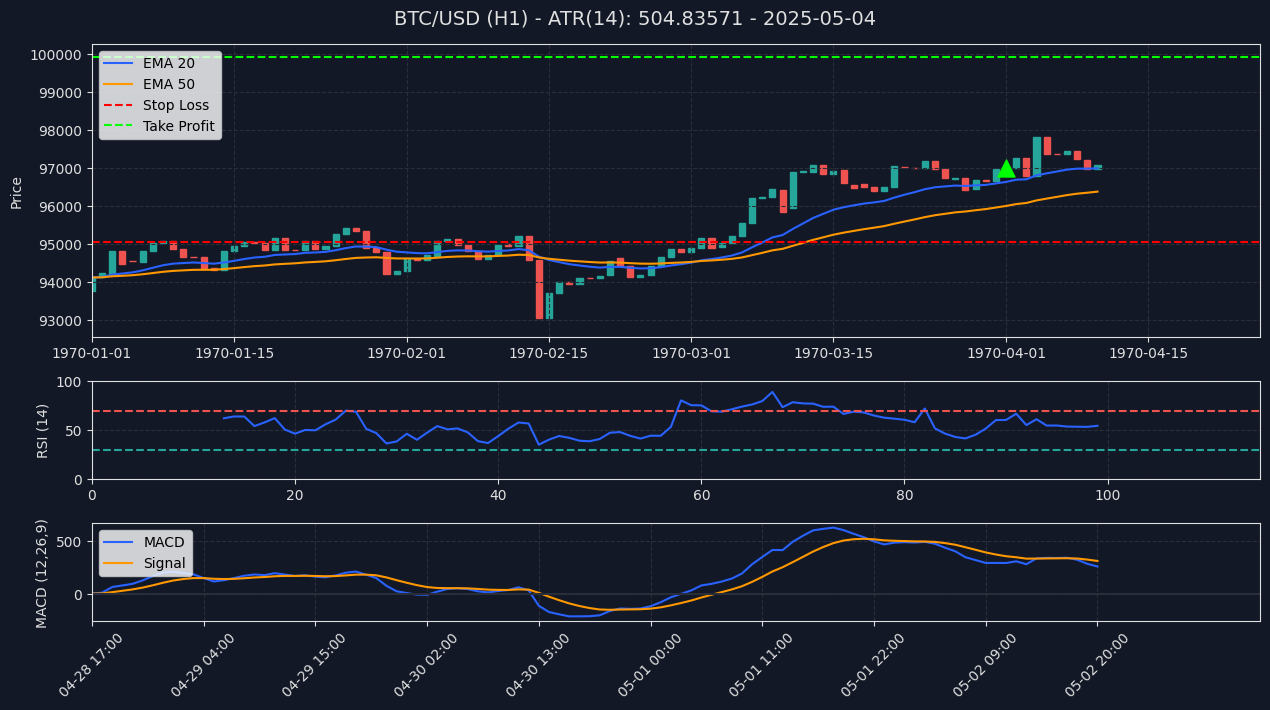 BTC/USD (H1) - ATR(14): 504.83571 - 2025-05-04
EMA 20
EMA 50
Stop Loss
Take Profit
Price
100000
99000
98000
97000
96000
95000
94000
93000
1970-01-01 1970-01-15 1970-02-01 1970-02-15 1970-03-01 1970-03-15 1970-04-01 1970-04-15
RSI (14)
100
50
0
0 20 40 60 80 100
MACD (12,26,9)
MACD
Signal
500
0
04-28 17:00 04-29 04:00 04-29 15:00 04-30 02:00 04-30 13:00 05-01 00:00 05-01 11:00 05-01 22:00 05-02 09:00 05-02 20:00